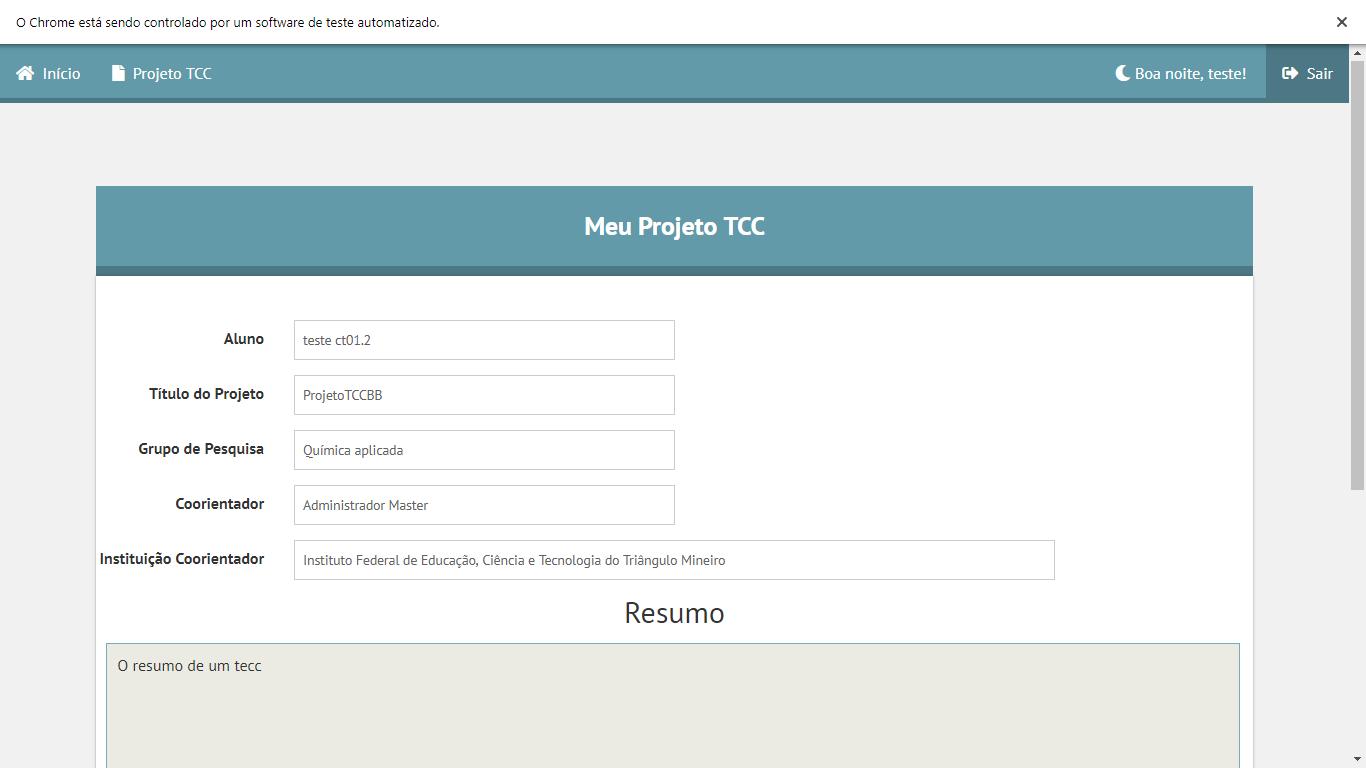 O Chrome está sendo controlado por um software de teste automatizado.
Início Projeto TCC Boa noite, teste! Sair
Meu Projeto TCC
Aluno teste ct01.2
Título do Projeto ProjetoTCCBB
Grupo de Pesquisa Química aplicada
Coorientador Administrador Master
Instituição Coorientador Instituto Federal de Educação, Ciência e Tecnologia do Triângulo Mineiro
Resumo
O resumo de um tecc